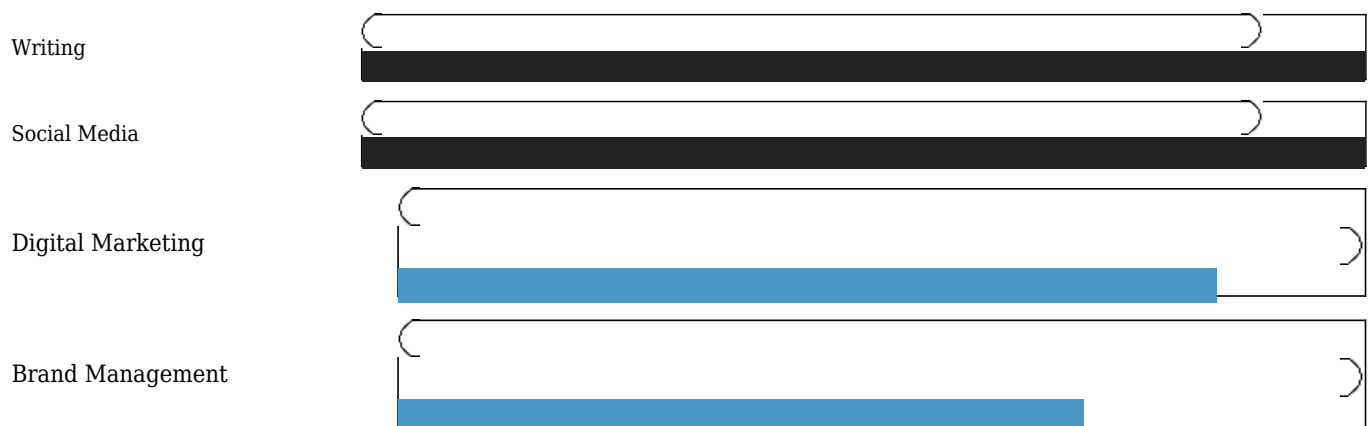 Writing
Social Media
Digital Marketing
Brand Management